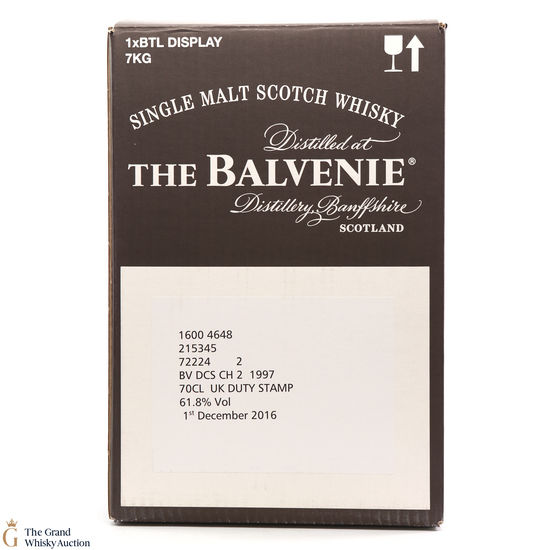 1xBTL DISPLAY
7KG
SINGLE MALT SCOTCH WHISKY
Distilled at
THE BALVENIE®
Distillery, Banffshire
SCOTLAND
1600 4648
215345
72224 2
BV DCS CH 2 1997
70CL UK DUTY STAMP
61.8% Vol
1st December 2016
G
The Grand
Whisky Auction